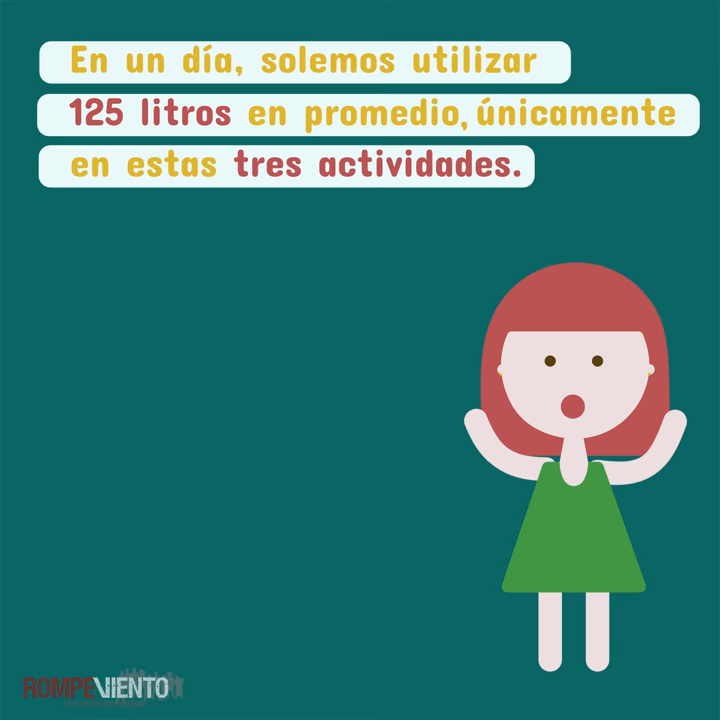 En un día, solemos utilizar
125 litros en promedio, únicamente
en estas tres actividades.
ROMPEVIENTO